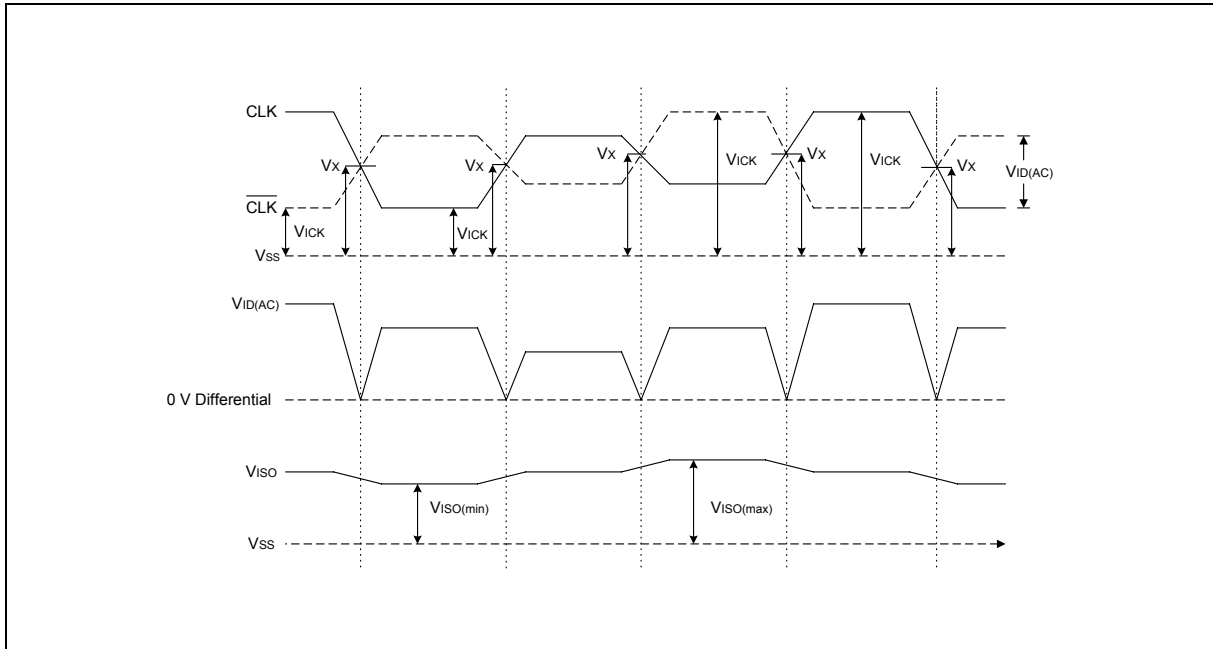 CLK
VX VX VX VX VX
VICK VICK VID(AC)
CLK
VICK VICK
VSS
VID(AC)
0 V Differential
VISO
VISO(min) VISO(max)
VSS